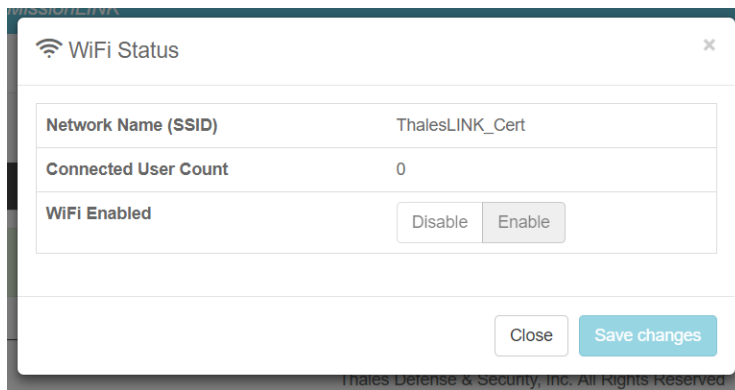 MissionLINK
WiFi Status
×
Network Name (SSID) ThalesLINK_Cert
Connected User Count 0
WiFi Enabled Disable Enable
Close Save changes
Thales Defense & Security, Inc. All Rights Reserved